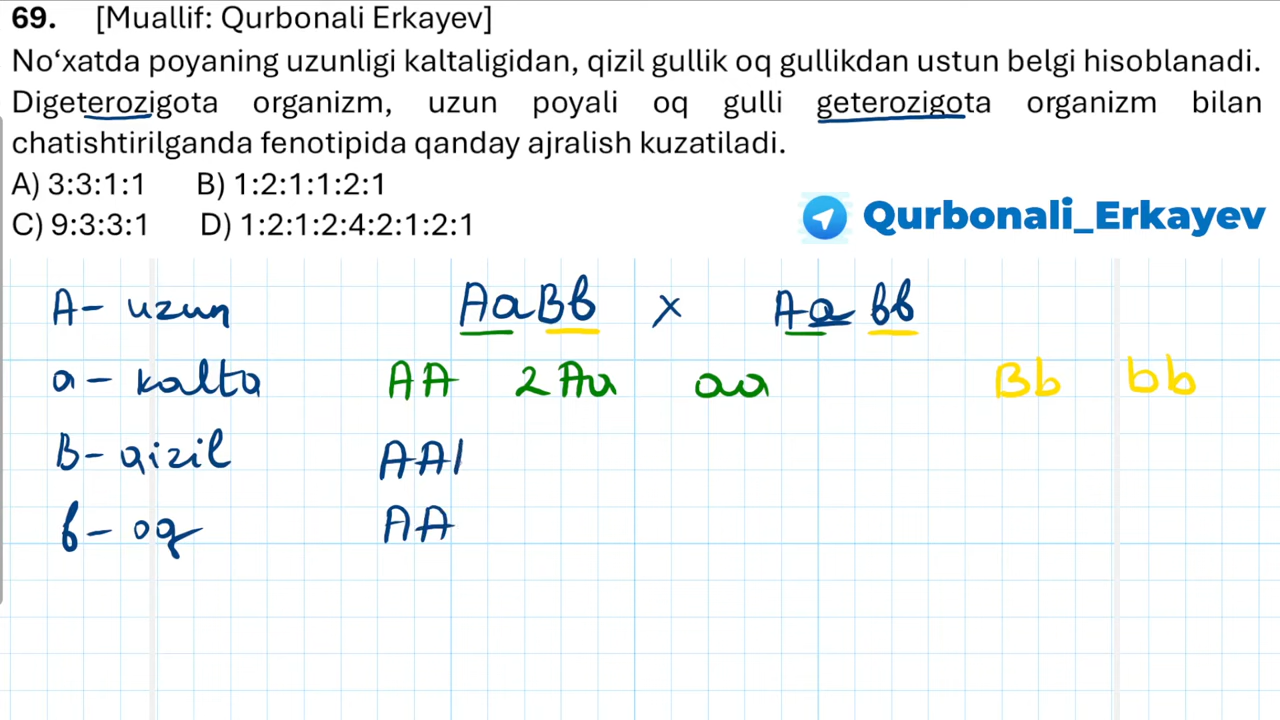 69. [Muallif: Qurbonali Erkayev]
No‘xatda poyaning uzunligi kaltaligidan, qizil gullik oq gullikdan ustun belgi hisoblanadi.
Digeterozigota organizm, uzun poyali oq gulli geterozigota organizm bilan
chatishtirilganda fenotipida qanday ajralish kuzatiladi.
A) 3:3:1:1 B) 1:2:1:1:2:1
C) 9:3:3:1 D) 1:2:1:2:4:2:1:2:1
Qurbonali_Erkayev
A- uzun AaBb x Aa bb
a- kalta AA 2Aa aa Bb bb
B- qizil AA
b- oq AA